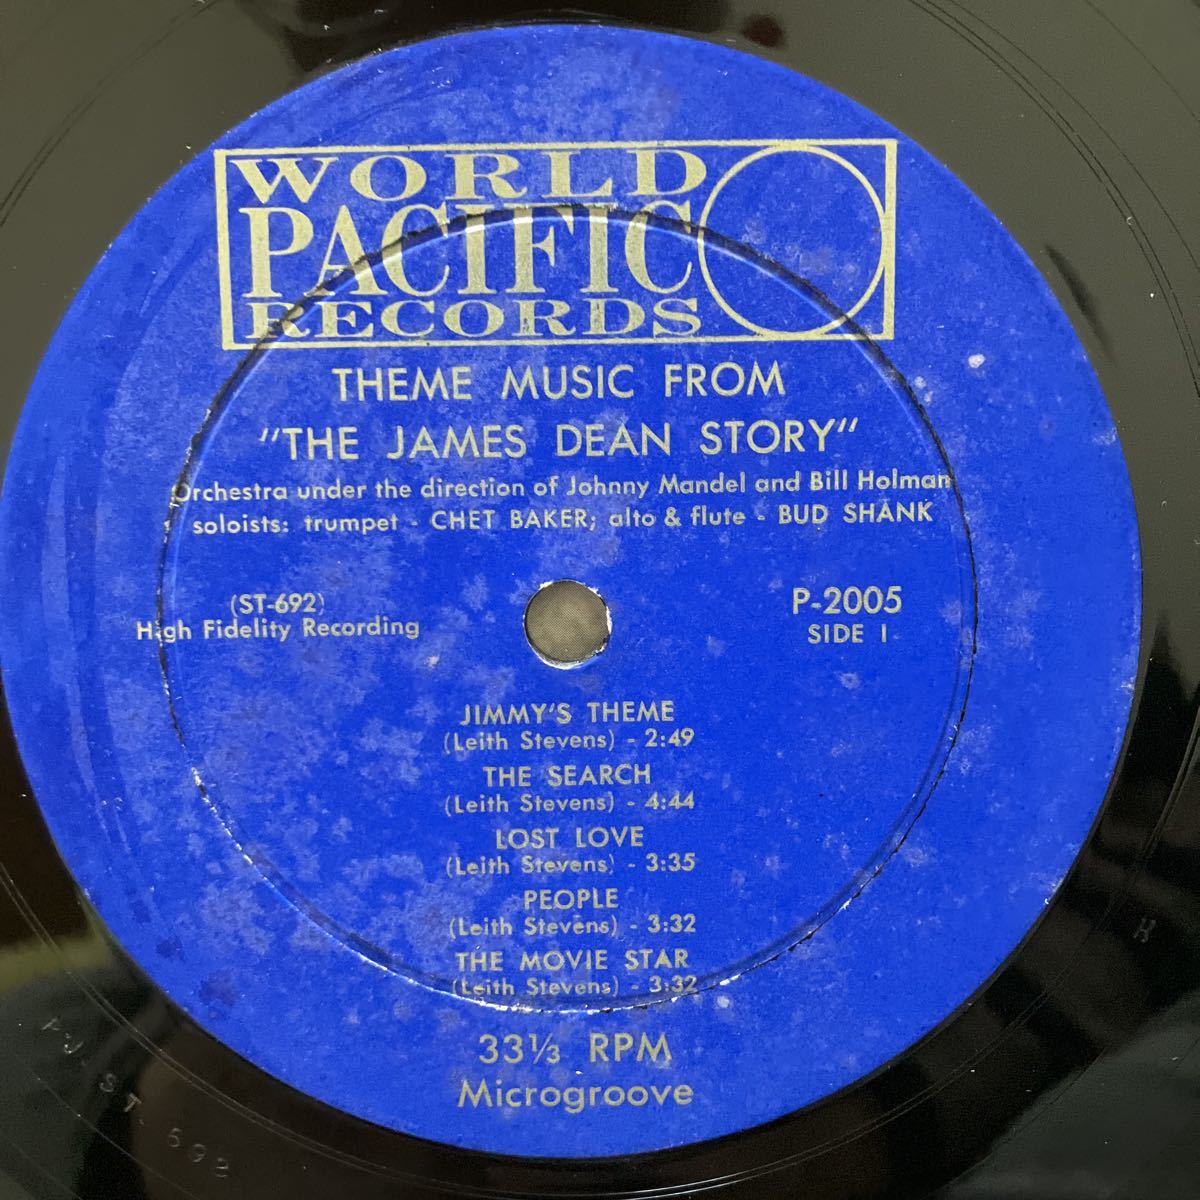 WORLD
PACIFIC
RECORDS
THEME MUSIC FROM
"THE JAMES DEAN STORY"
Orchestra under the direction of Johnny Mandel and Bill Holman
soloists: trumpet - CHET BAKER; alto & flute - BUD SHANK
(ST-692)
High Fidelity Recording
P-2005
SIDE 1
JIMMY'S THEME
(Leith Stevens) - 2:49
THE SEARCH
(Leith Stevens) - 4:44
LOST LOVE
(Leith Stevens) - 3:35
PEOPLE
(Leith Stevens) - 3:32
THE MOVIE STAR
(Leith Stevens) - 3:32
33⅓ RPM
Microgroove
H